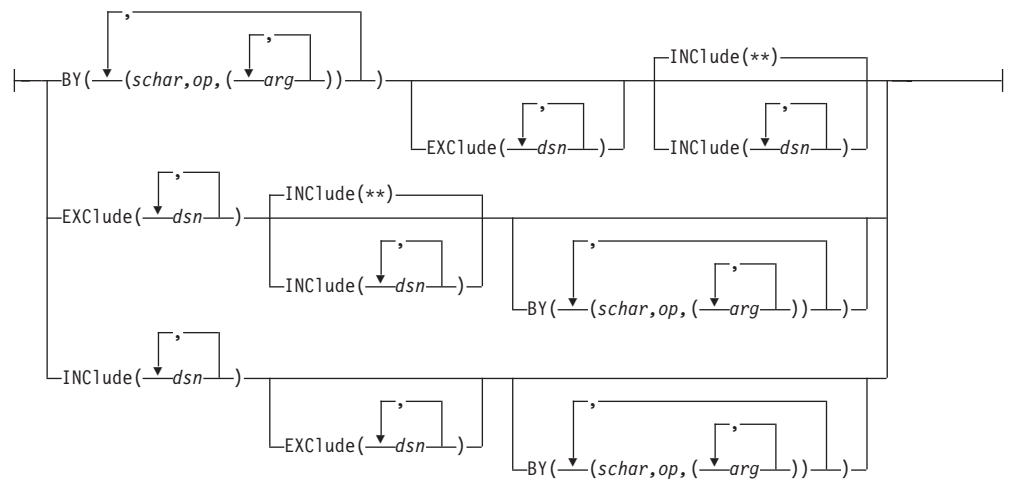 ,
,
INClude(**)
BY( (schar,op,( arg )) )
, ,
EXClude( dsn ) INClude( dsn )
, INClude(**)
EXClude( dsn )
, ,
,
INClude( dsn )
BY( (schar,op,( arg )) )
,
INClude( dsn )
, ,
,
EXClude( dsn )
BY( (schar,op,( arg )) )